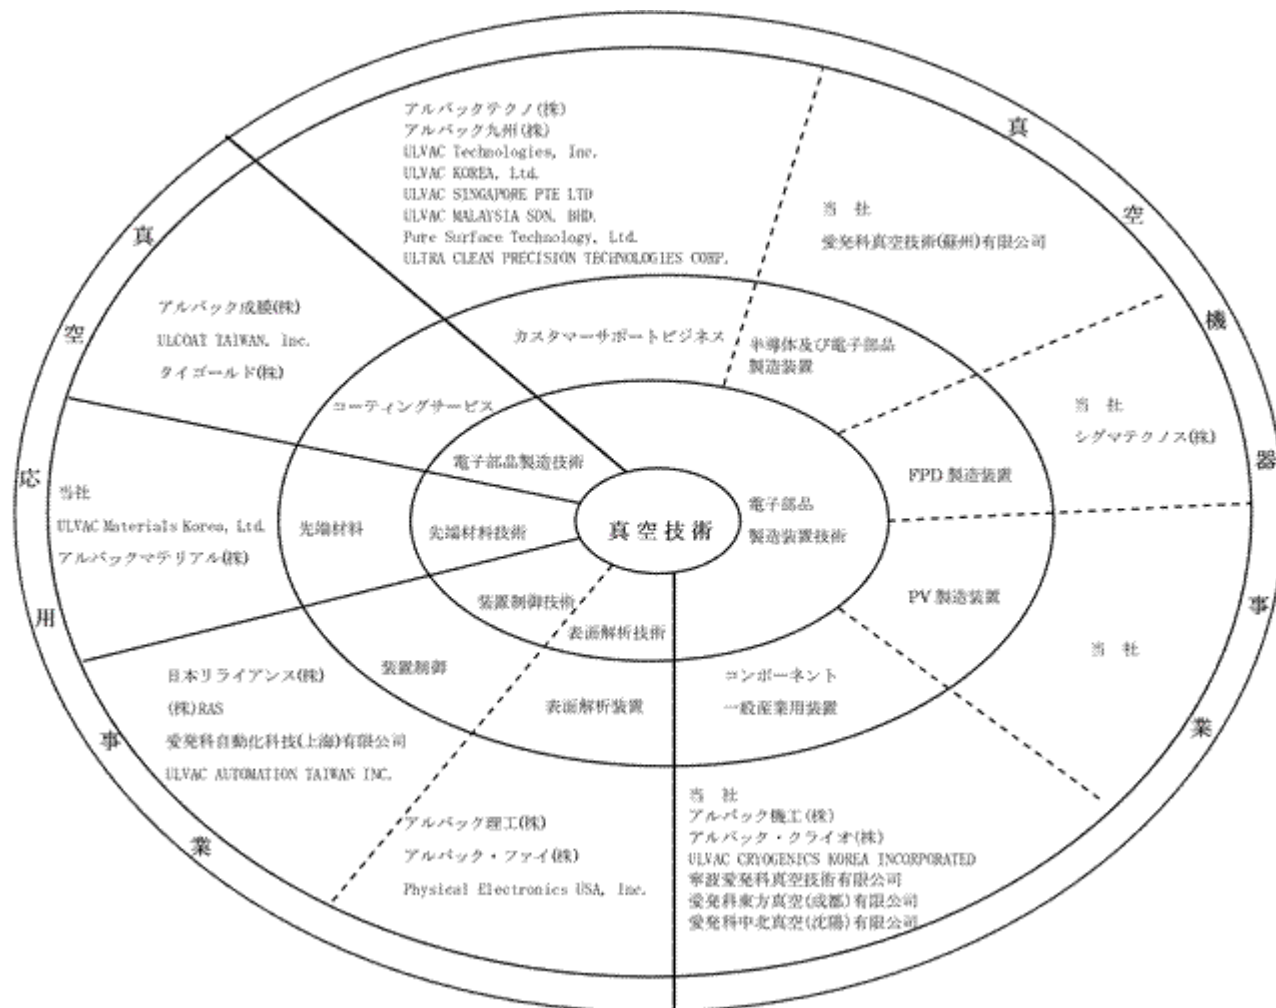 真空機器事業
真空応用事業
アルバックテクノ(株)
アルバック九州(株)
ULVAC Technologies, Inc.
ULVAC KOREA, Ltd.
ULVAC SINGAPORE PTE LTD
ULVAC MALAYSIA SDN. BHD.
Pure Surface Technology, Ltd.
ULTRA CLEAN PRECISION TECHNOLOGIES CORP.
当 社
愛発科真空技術(蘇州)有限公司
アルバック成膜(株)
ULCOAT TAIWAN, Inc.
タイゴールド(株)
カスタマーサポートビジネス
半導体及び電子部品
製造装置
コーティングサービス
当 社
シグマテクノス(株)
電子部品製造技術
FPD 製造装置
当社
ULVAC Materials Korea, Ltd.
アルバックマテリアル(株)
先端材料
先端材料技術
真空技術
電子部品
製造装置技術
PV 製造装置
当 社
装置制御技術
表面解析技術
装置制御
表面解析装置
コンポーネント
一般産業用装置
日本リライアンス(株)
(株)RAS
愛発科自動化科技(上海)有限公司
ULVAC AUTOMATION TAIWAN INC.
アルバック理工(株)
アルバック・ファイ(株)
Physical Electronics USA, Inc.
当 社
アルバック機工(株)
アルバック・クライオ(株)
ULVAC CRYOGENICS KOREA INCORPORATED
寧波愛発科真空技術有限公司
愛発科東方真空(成都)有限公司
愛発科中北真空(沈陽)有限公司